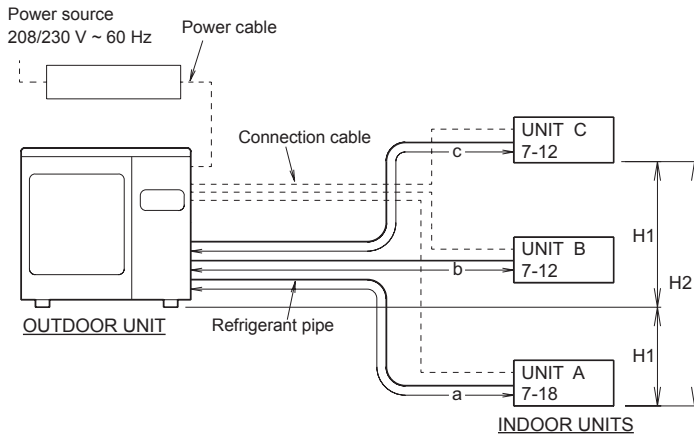 Power source
208/230 V ~ 60 Hz
Power cable
Connection cable
UNIT C
7-12
c
H1
UNIT B
7-12
b
H2
OUTDOOR UNIT
Refrigerant pipe
H1
UNIT A
7-18
a
INDOOR UNITS